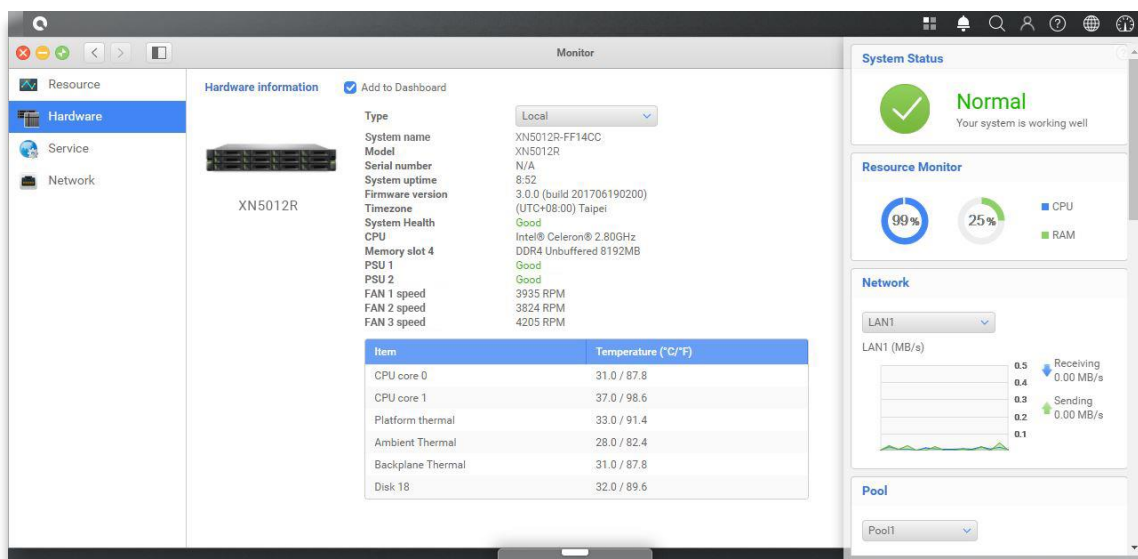 Monitor
Resource
Hardware
Service
Network
Hardware information
Add to Dashboard
XN5012R
Type Local
System name XN5012R-FF14CC
Model XN5012R
Serial number N/A
System uptime 8:52
Firmware version 3.0.0 (build 201706190200)
Timezone (UTC+08:00) Taipei
System Health Good
CPU Intel® Celeron® 2.80GHz
Memory slot 4 DDR4 Unbuffered 8192MB
PSU 1 Good
PSU 2 Good
FAN 1 speed 3935 RPM
FAN 2 speed 3824 RPM
FAN 3 speed 4205 RPM
Item Temperature (°C/°F)
CPU core 0 31.0 / 87.8
CPU core 1 37.0 / 98.6
Platform thermal 33.0 / 91.4
Ambient Thermal 28.0 / 82.4
Backplane Thermal 31.0 / 87.8
Disk 18 32.0 / 89.6
System Status
Normal
Your system is working well
Resource Monitor
99%
25%
CPU
RAM
Network
LAN1
LAN1 (MB/s)
0.5
0.4
0.3
0.2
0.1
Receiving
0.00 MB/s
Sending
0.00 MB/s
Pool
Pool1